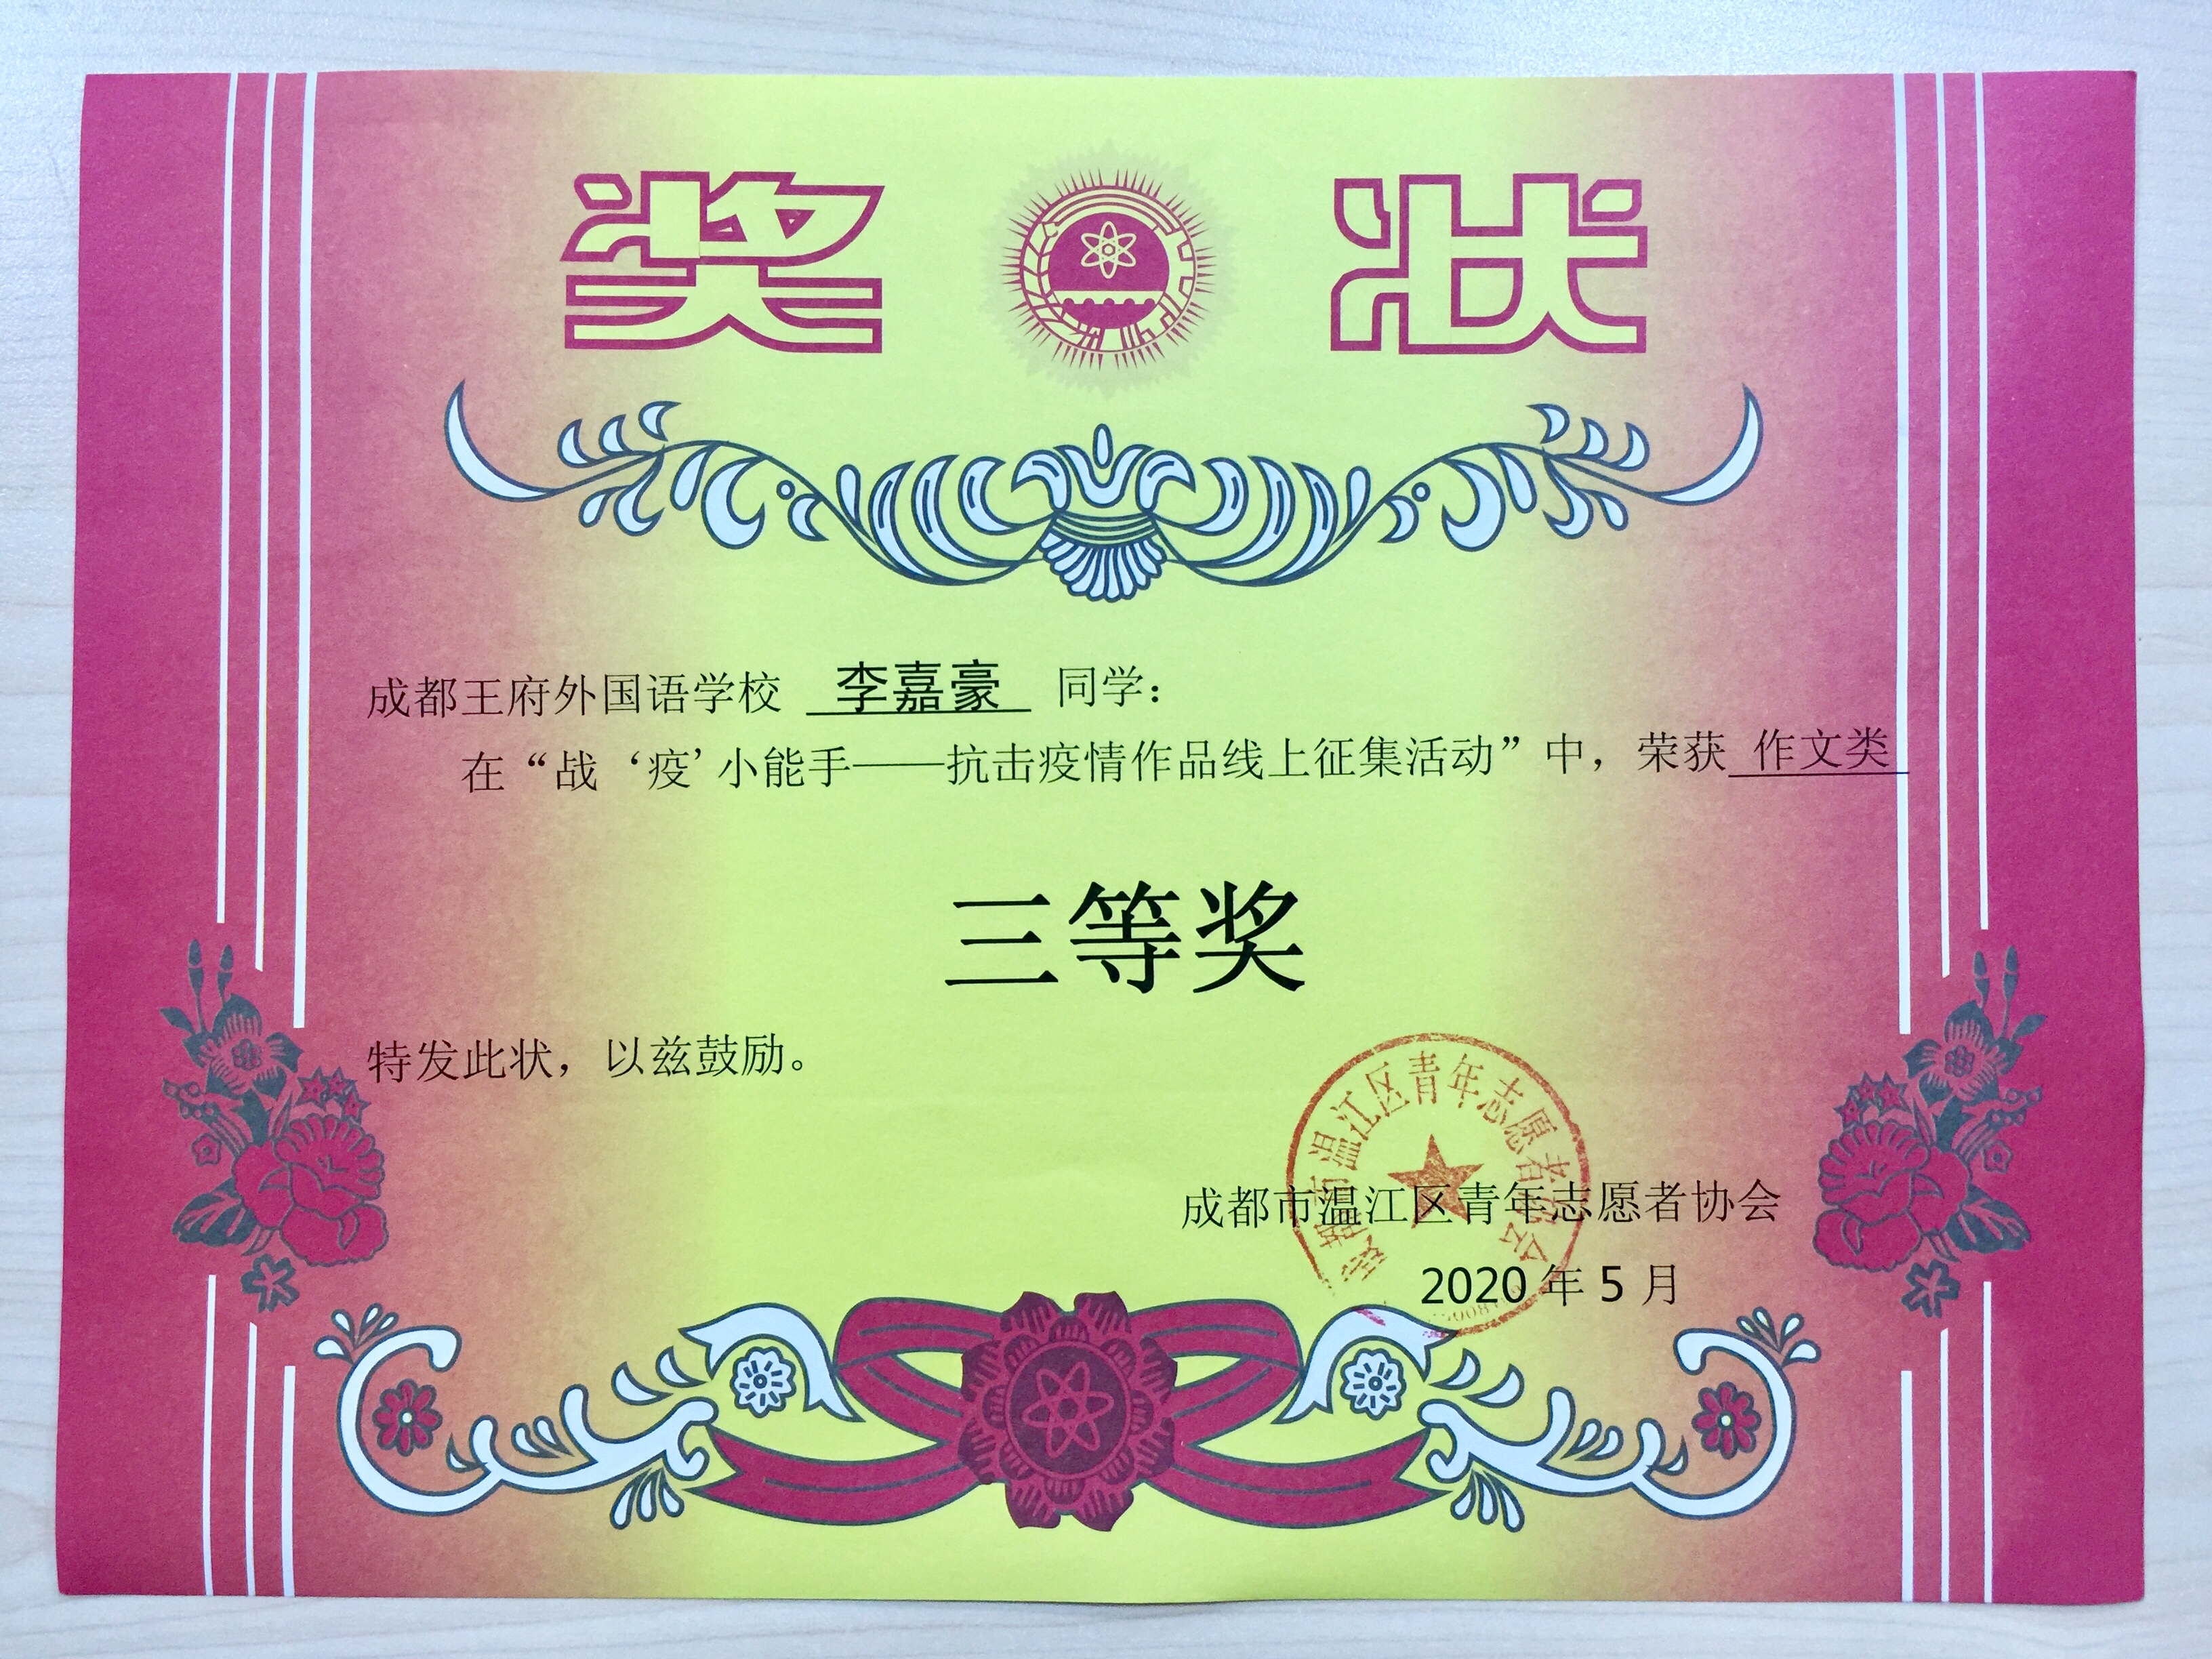 奖状
成都王府外国语学校 李嘉豪 同学：
在“战‘疫’小能手——抗击疫情作品线上征集活动”中，荣获 作文类
三等奖
特发此状，以兹鼓励。
成都市温江区青年志愿者协会
成都市温江区青年志愿者协会
2020 年 5 月